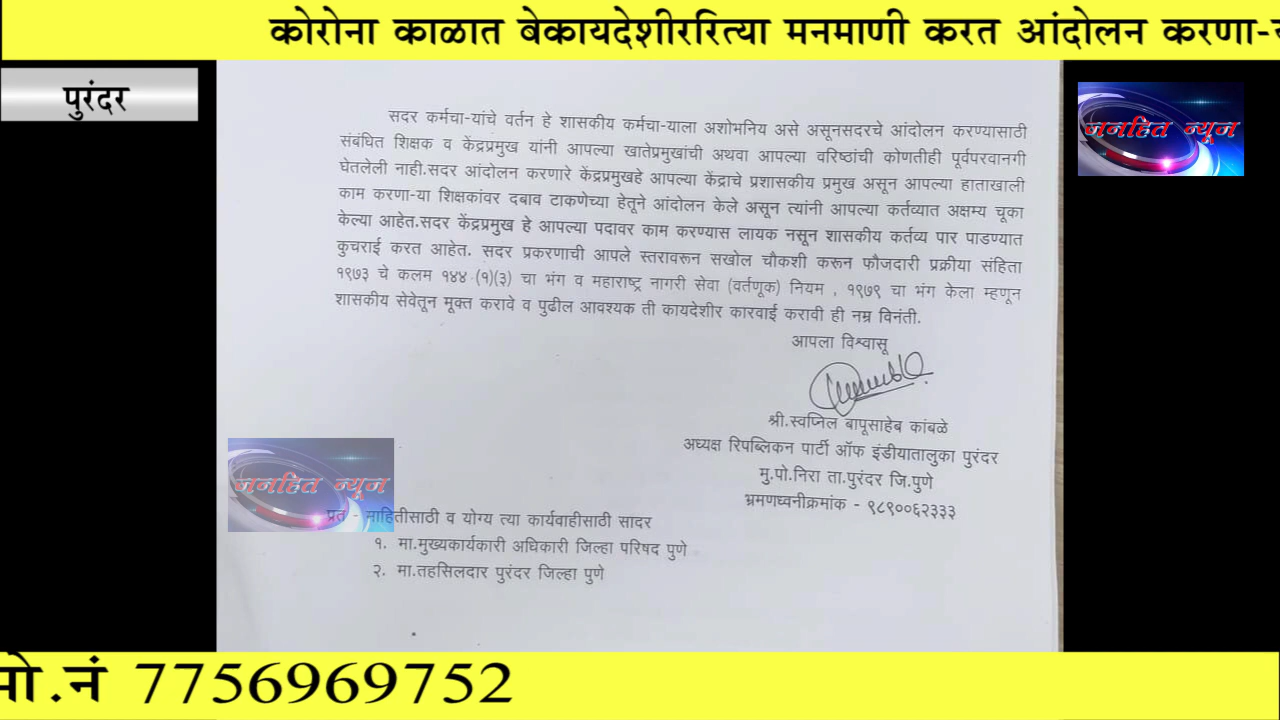 कोरोना काळात बेकायदेशीररित्या मनमाणी करत आंदोलन करणा-
पुरंदर
जनहित न्यूज
सदर कर्मचा-यांचे वर्तन हे शासकीय कर्मचा-याला अशोभनिय असे असूनसदरचे आंदोलन करण्यासाठी
संबंधित शिक्षक व केंद्रप्रमुख यांनी आपल्या खातेप्रमुखांची अथवा आपल्या वरिष्ठांची कोणतीही पूर्वपरवानगी
घेतलेली नाही.सदर आंदोलन करणारे केंद्रप्रमुखहे आपल्या केंद्राचे प्रशासकीय प्रमुख असून आपल्या हाताखाली
काम करणा-या शिक्षकांवर दबाव टाकणेच्या हेतूने आंदोलन केले असून त्यांनी आपल्या कर्तव्यात अक्षम्य चूका
केल्या आहेत.सदर केंद्रप्रमुख हे आपल्या पदावर काम करण्यास लायक नसून शासकीय कर्तव्य पार पाडण्यात
कुचराई करत आहेत. सदर प्रकरणाची आपले स्तरावरून सखोल चौकशी करून फौजदारी प्रक्रीया संहिता
१९७३ चे कलम १४४ (१)(३) चा भंग व महाराष्ट्र नागरी सेवा (वर्तणूक) नियम , १९७९ चा भंग केला म्हणून
शासकीय सेवेतून मूक्त करावे व पुढील आवश्यक ती कायदेशीर कारवाई करावी ही नम्र विनंती.
आपला विश्वासू
श्री.स्वप्निल बापूसाहेब कांबळे
अध्यक्ष रिपब्लिकन पार्टी ऑफ इंडीयातालुका पुरंदर
मु.पो.निरा ता.पुरंदर जि.पुणे
भ्रमणध्वनीक्रमांक - ९८९००६२३३३
जनहित न्यूज
प्रत - माहितीसाठी व योग्य त्या कार्यवाहीसाठी सादर
१. मा.मुख्यकार्यकारी अधिकारी जिल्हा परिषद पुणे
२. मा.तहसिलदार पुरंदर जिल्हा पुणे
मो.नं 7756969752